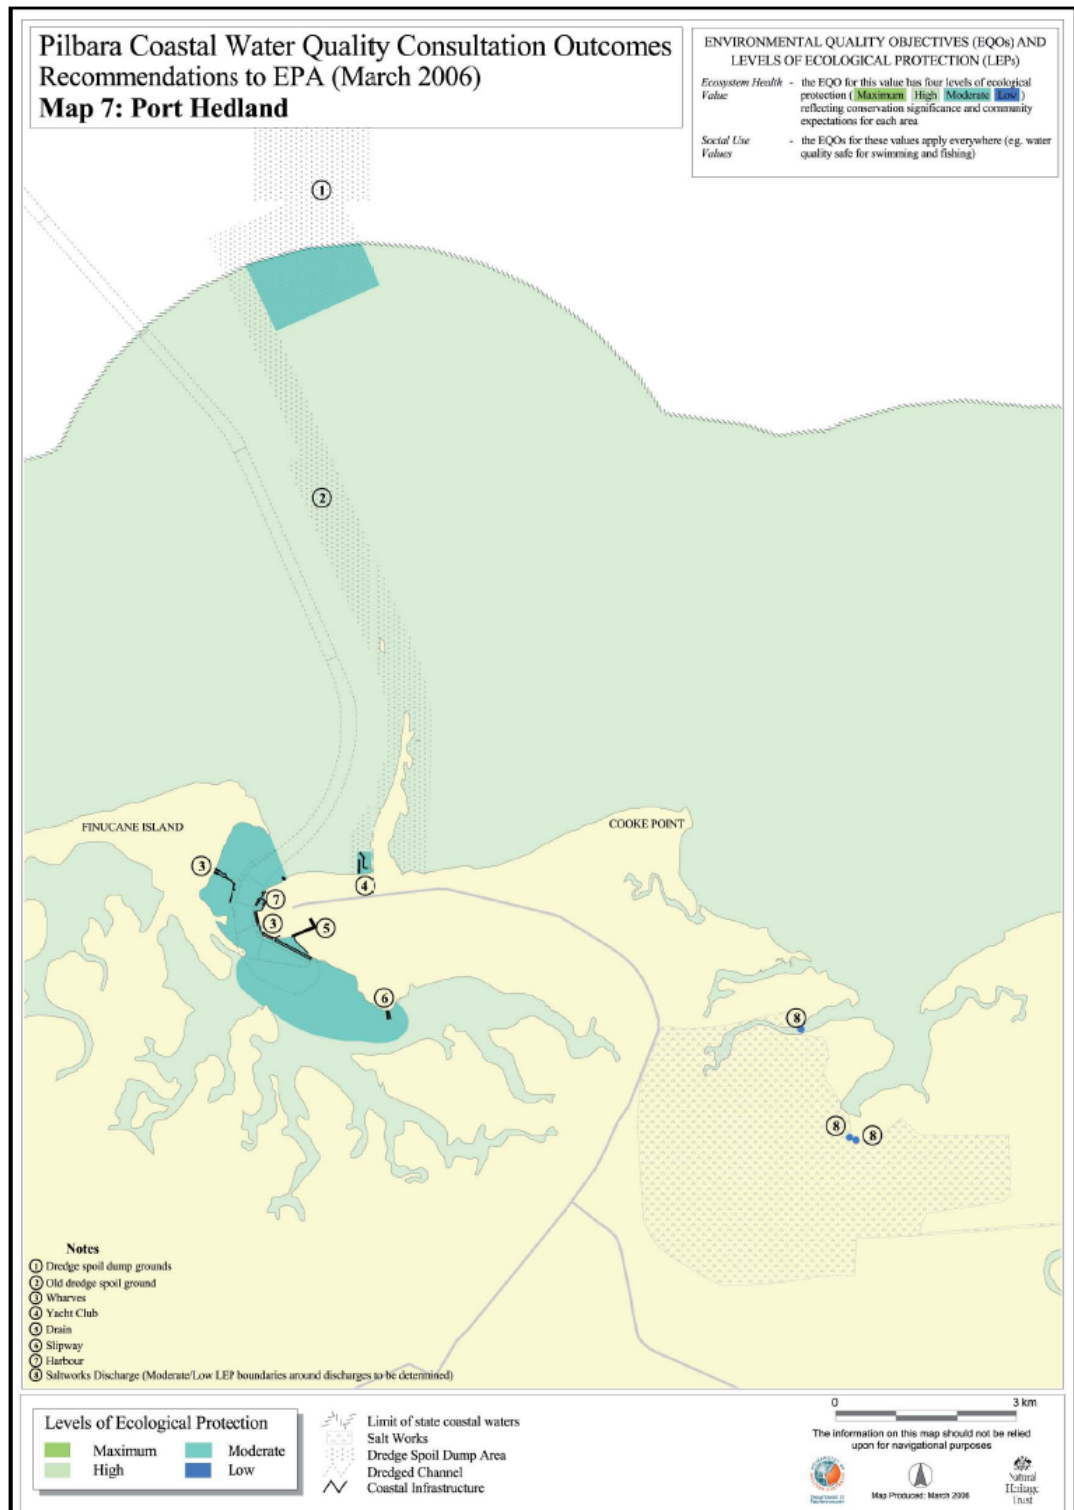 Pilbara Coastal Water Quality Consultation Outcomes
Recommendations to EPA (March 2006)
Map 7: Port Hedland
ENVIRONMENTAL QUALITY OBJECTIVES (EQOs) AND
LEVELS OF ECOLOGICAL PROTECTION (LEPs)
Ecosystem Health - the EQO for this value has four levels of ecological
Value protection ( Maximum High Moderate Low )
reflecting conservation significance and community
expectations for each area
Social Use - the EQOs for these values apply everywhere (eg. water
Values quality safe for swimming and fishing)
1
2
FINUCANE ISLAND
COOKE POINT
3
4
7
3
5
6
8
8
8
Notes
1 Dredge spoil dump grounds
2 Old dredge spoil ground
3 Wharves
4 Yacht Club
5 Drain
6 Slipway
7 Harbour
8 Saltworks Discharge (Moderate/Low LEP boundaries around discharges to be determined)
Levels of Ecological Protection
Maximum Moderate
High Low
Limit of state coastal waters
Salt Works
Dredge Spoil Dump Area
Dredged Channel
Coastal Infrastructure
0 3 km
The information on this map should not be relied
upon for navigational purposes
Map Produced: March 2006
Natural
Heritage
Trust